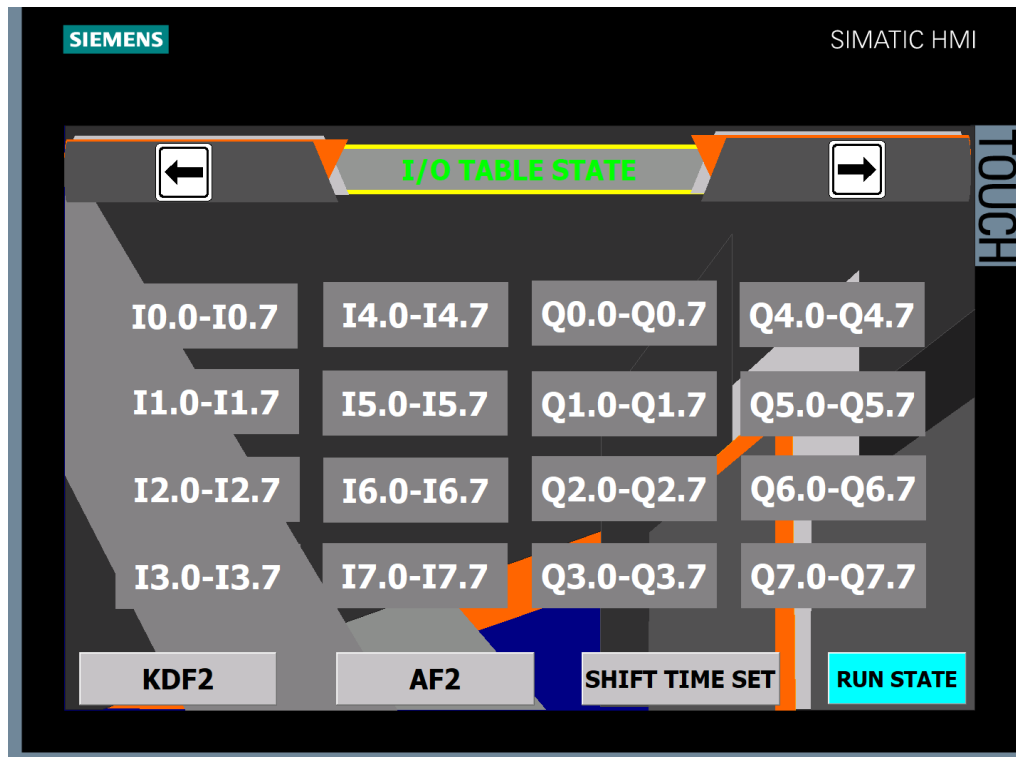 SIEMENS
SIMATIC HMI
TOUCH
I/O TABLE STATE
I0.0-I0.7 I4.0-I4.7 Q0.0-Q0.7 Q4.0-Q4.7
I1.0-I1.7 I5.0-I5.7 Q1.0-Q1.7 Q5.0-Q5.7
I2.0-I2.7 I6.0-I6.7 Q2.0-Q2.7 Q6.0-Q6.7
I3.0-I3.7 I7.0-I7.7 Q3.0-Q3.7 Q7.0-Q7.7
KDF2 AF2 SHIFT TIME SET RUN STATE